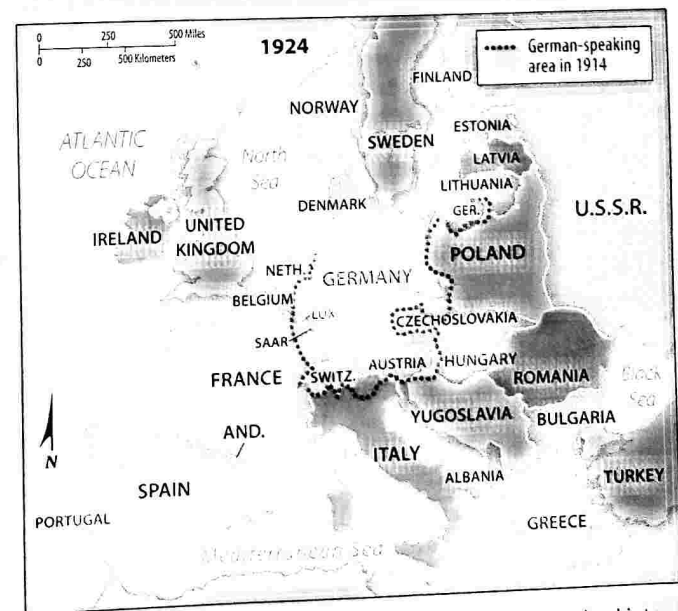 0 250 500 Miles
0 250 500 Kilometers
1924
German-speaking
area in 1914
FINLAND
NORWAY
SWEDEN
ATLANTIC
OCEAN
North
Sea
ESTONIA
LATVIA
LITHUANIA
DENMARK
GER.
U.S.S.R.
IRELAND
UNITED
KINGDOM
POLAND
NETH.
GERMANY
BELGIUM
LUX.
CZECHOSLOVAKIA
SAAR
AUSTRIA
HUNGARY
FRANCE
SWITZ.
ROMANIA
Black
Sea
YUGOSLAVIA
BULGARIA
AND.
N
ITALY
ALBANIA
TURKEY
SPAIN
PORTUGAL
GREECE
Mediterranean Sea